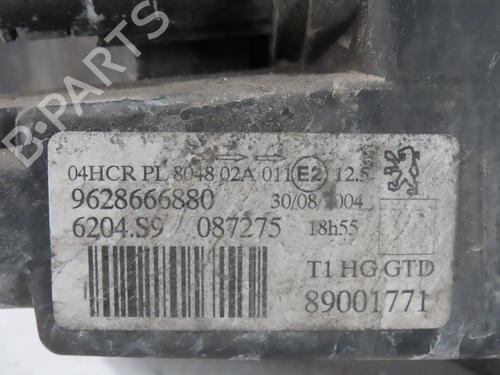 B-PARTS
04HCR PL 8048 02A 011 E2 12.5
9628666880 30/08/2004
6204.S9 087275 18h55
T1 HG GTD
89001771